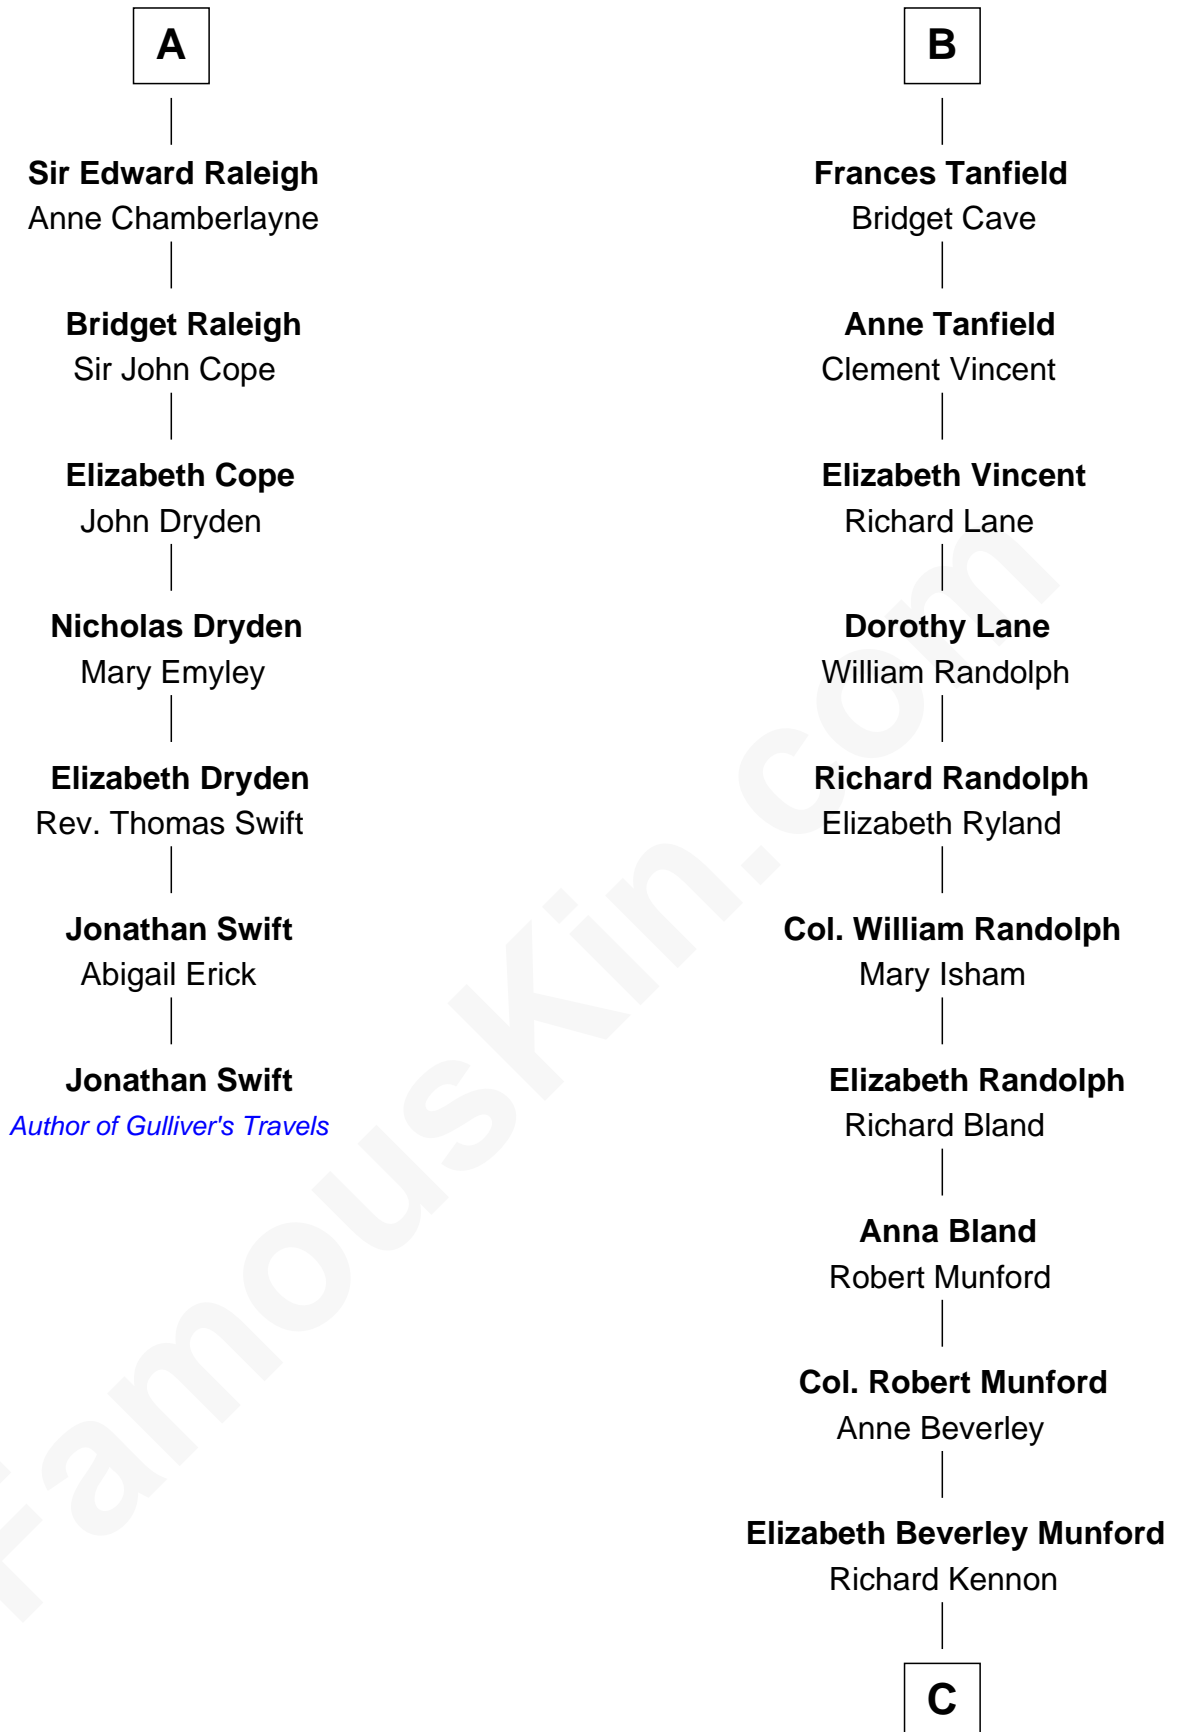 A
Sir Edward Raleigh
Anne Chamberlayne
Bridget Raleigh
Sir John Cope
Elizabeth Cope
John Dryden
Nicholas Dryden
Mary Emyley
Elizabeth Dryden
Rev. Thomas Swift
Jonathan Swift
Abigail Erick
Jonathan Swift
Author of Gulliver's Travels
B
Frances Tanfield
Bridget Cave
Anne Tanfield
Clement Vincent
Elizabeth Vincent
Richard Lane
Dorothy Lane
William Randolph
Richard Randolph
Elizabeth Ryland
Col. William Randolph
Mary Isham
Elizabeth Randolph
Richard Bland
Anna Bland
Robert Munford
Col. Robert Munford
Anne Beverley
Elizabeth Beverley Munford
Richard Kennon
C
FamousKin.com